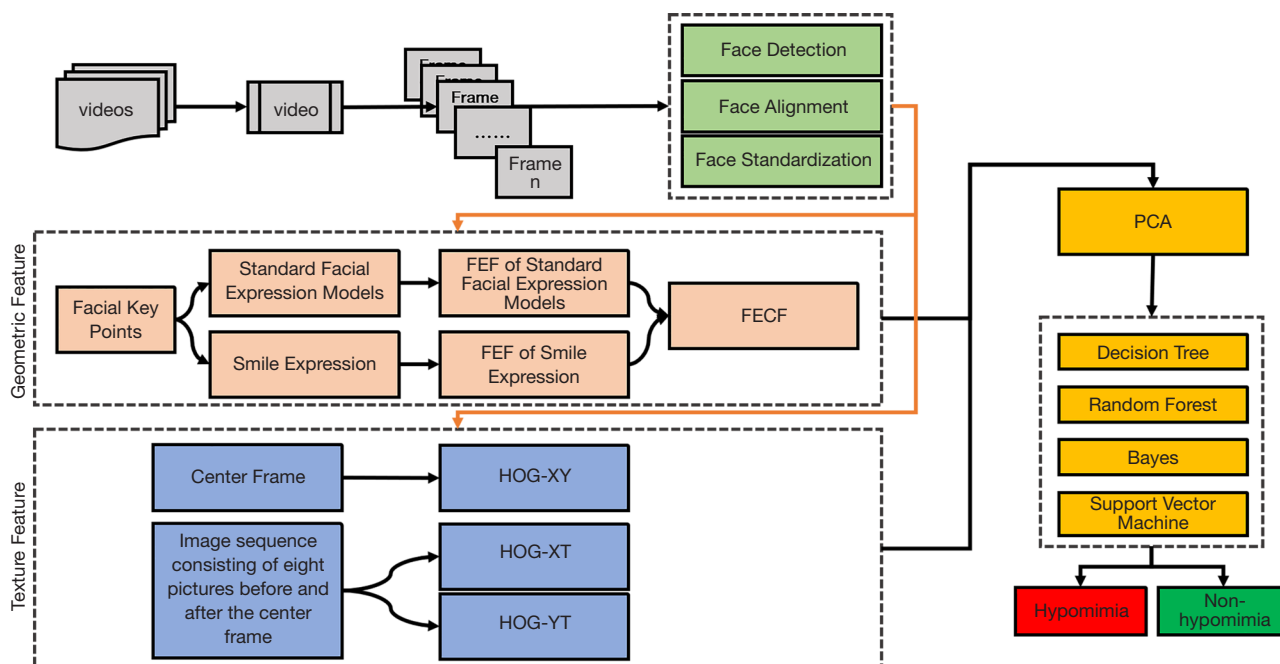 videos
video
Frame
Frame
Frame
......
Frame
n
Face Detection
Face Alignment
Face Standardization
Geometric Feature
Facial Key
Points
Standard Facial
Expression Models
Smile Expression
FEF of Standard
Facial Expression
Models
FEF of Smile
Expression
FECF
Texture Feature
Center Frame
Image sequence
consisting of eight
pictures before and
after the center
frame
HOG-XY
HOG-XT
HOG-YT
PCA
Decision Tree
Random Forest
Bayes
Support Vector
Machine
Hypomimia
Non-
hypomimia